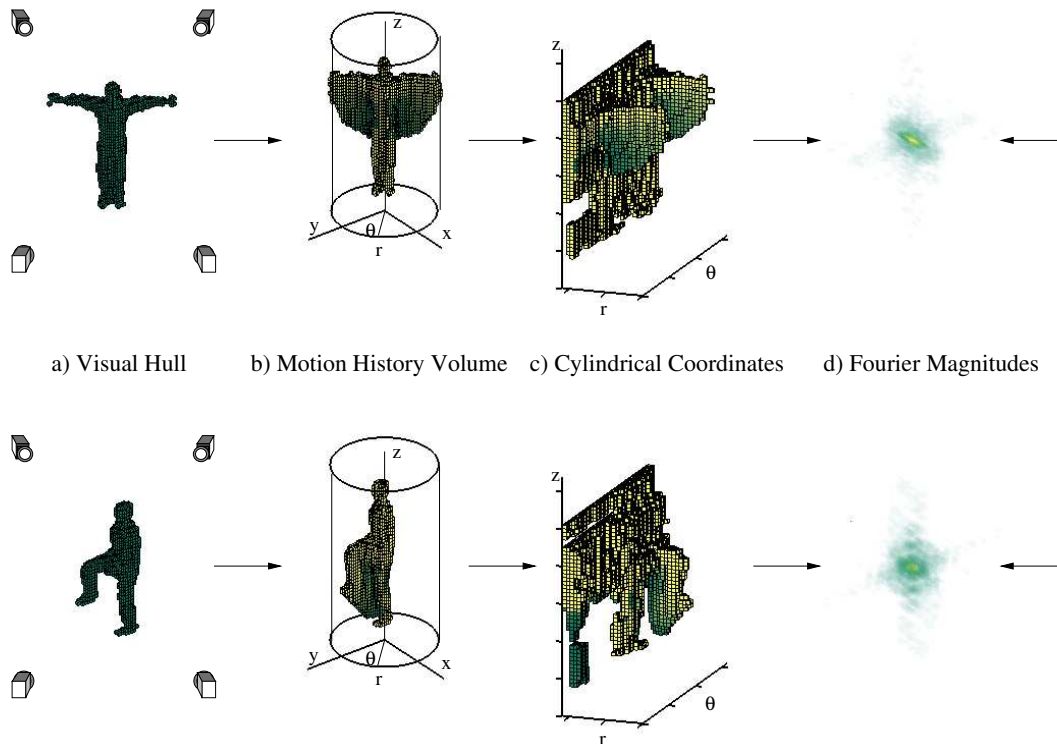 z
y
θ
r
x
z
θ
r
a) Visual Hull
b) Motion History Volume
c) Cylindrical Coordinates
d) Fourier Magnitudes
z
y
θ
r
x
z
θ
r